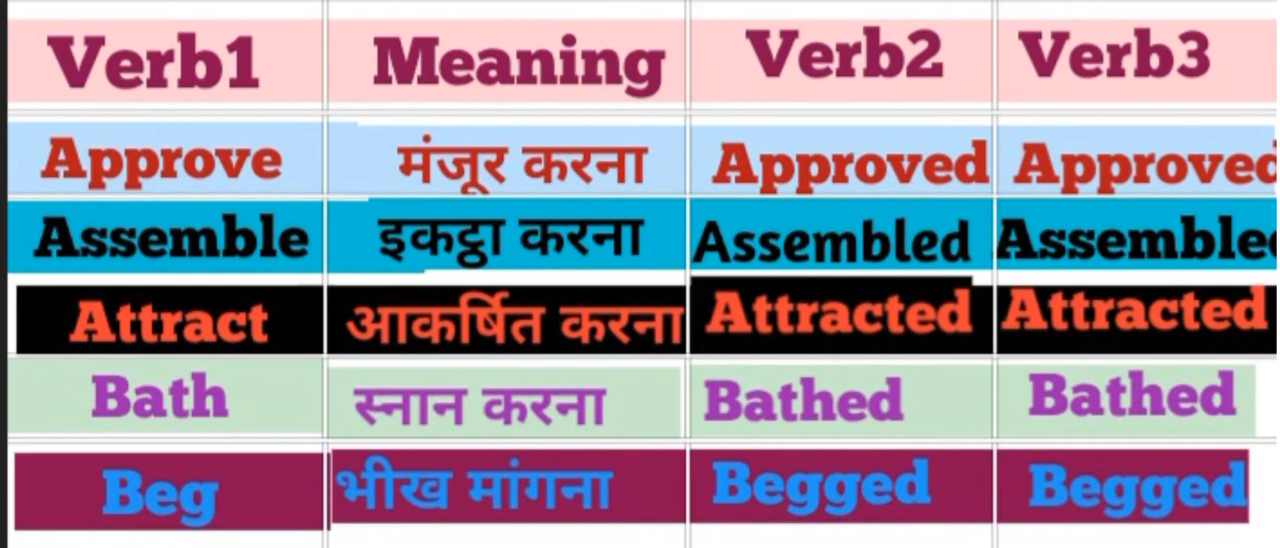 Verb1 Meaning Verb2 Verb3
Approve मंजूर करना Approved Approved
Assemble इकट्ठा करना Assembled Assembled
Attract आकर्षित करना Attracted Attracted
Bath स्नान करना Bathed Bathed
Beg भीख मांगना Begged Begged